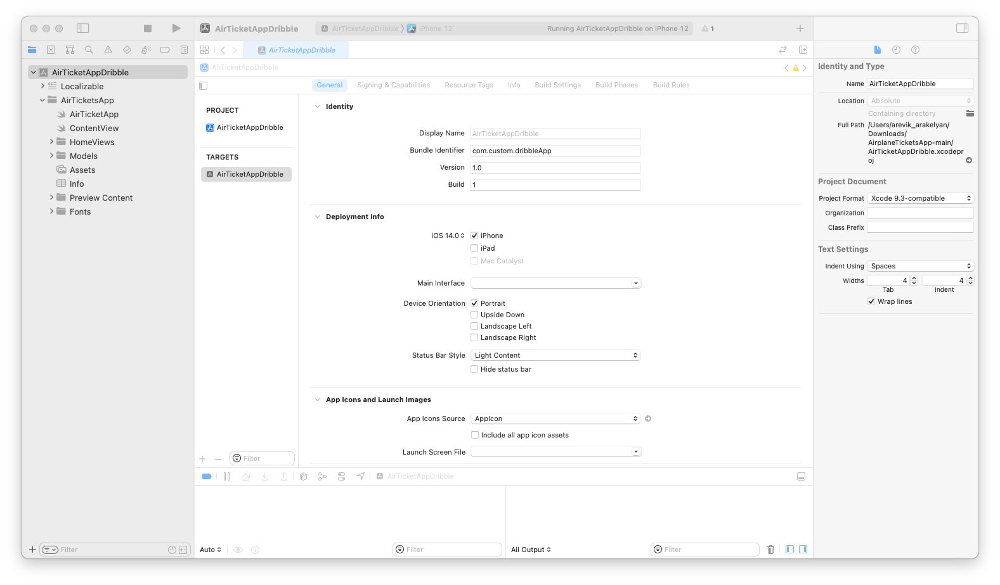 AirTicketAppDribble
AirTicketAppDribble
iPhone 12
Running AirTicketAppDribble on iPhone 12
1
AirTicketAppDribble
AirTicketAppDribble
General
Signing & Capabilities
Resource Tags
Info
Build Settings
Build Phases
Build Rules
AirTicketAppDribble
Localizable
AirTicketsApp
AirTicketApp
ContentView
HomeViews
Models
Assets
Info
Preview Content
Fonts
Filter
PROJECT
AirTicketAppDribble
TARGETS
AirTicketAppDribble
Filter
Identity
Display Name AirTicketAppDribble
Bundle Identifier com.custom.dribbleApp
Version 1.0
Build 1
Deployment Info
iOS 14.0 iPhone
iPad
Mac Catalyst
Main Interface
Device Orientation Portrait
Upside Down
Landscape Left
Landscape Right
Status Bar Style Light Content
Hide status bar
App Icons and Launch Images
App Icons Source AppIcon
Include all app icon assets
Launch Screen File
AirTicketAppDribble
Auto
Filter
All Output
Filter
Identity and Type
Name AirTicketAppDribble
Location Absolute
Containing directory
Full Path /Users/arevik_arakelyan/
Downloads/
AirplaneTicketsApp-main/
AirTicketAppDribble.xcodepr
oj
Project Document
Project Format Xcode 9.3-compatible
Organization
Class Prefix
Text Settings
Indent Using Spaces
Widths 4 4
Tab Indent
Wrap lines